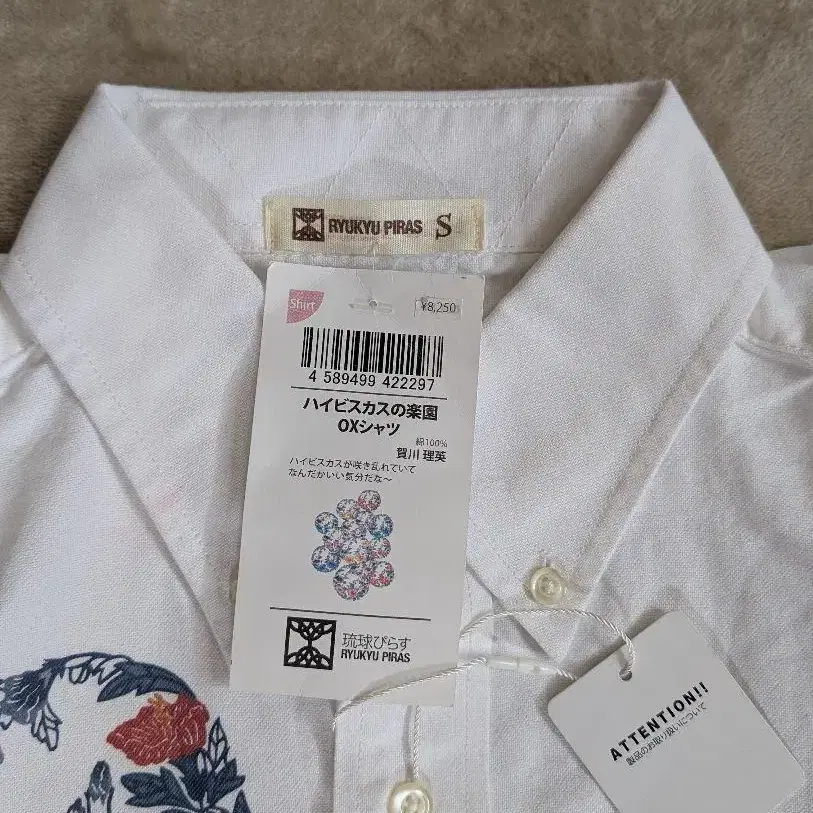 RYUKYU PIRAS S
Shirt
¥8,250
4 589499 422297
ハイビスカスの楽園
OXシャツ
綿100%
賀川 理英
ハイビスカスが咲き乱れていて
なんだかいい気分だな~
琉球ぴらす
RYUKYU PIRAS
ATTENTION!!
製品のお取り扱いについて